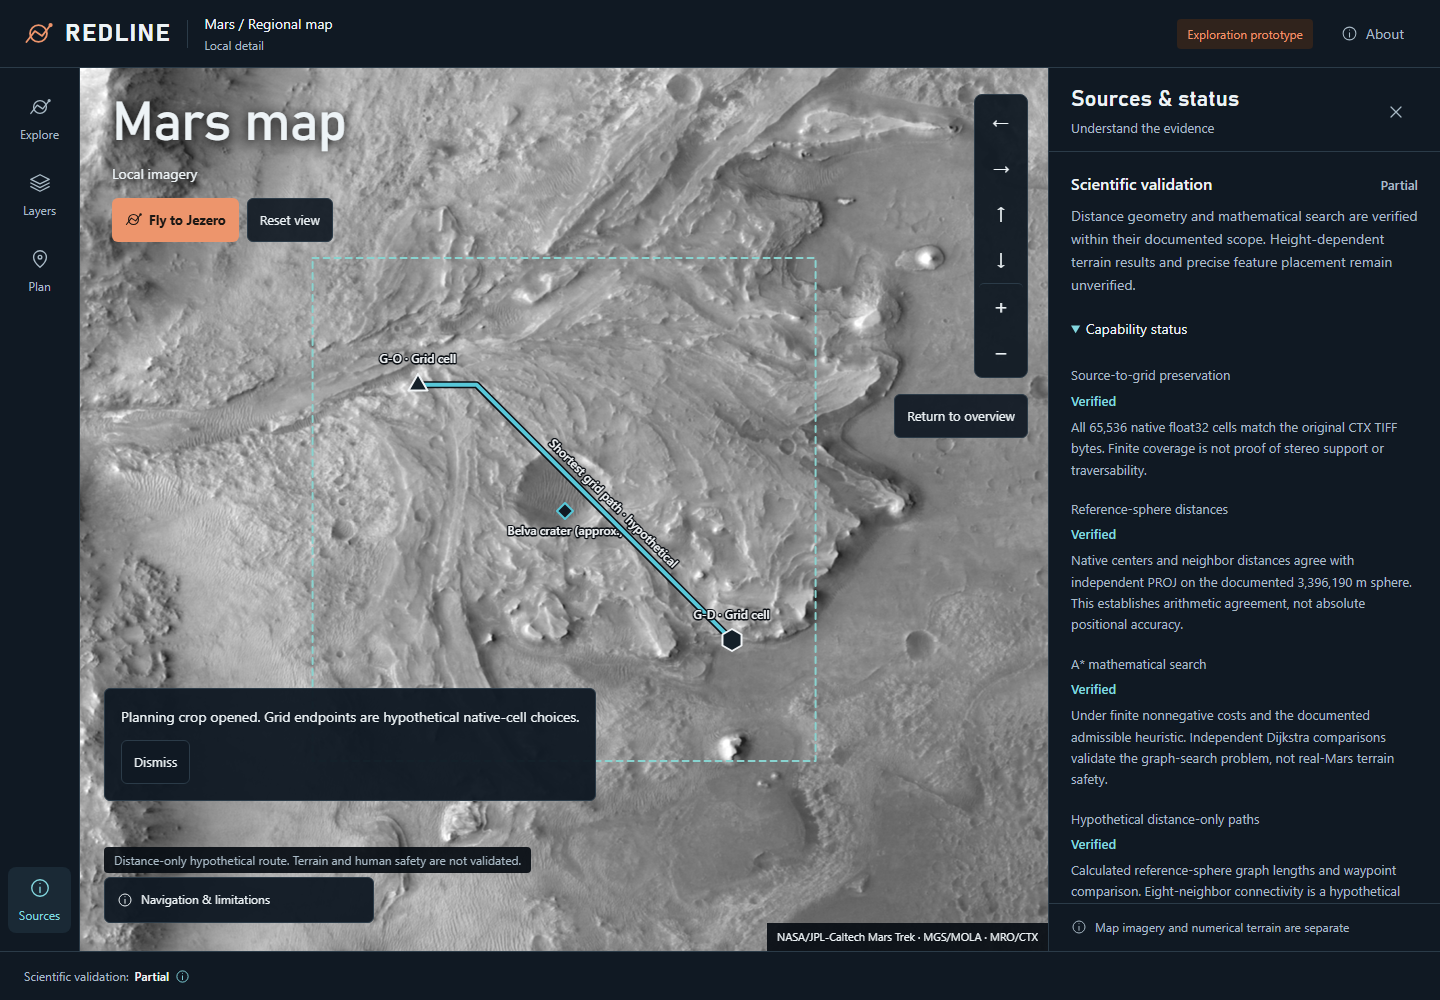 REDLINE
Mars / Regional map
Local detail
Exploration prototype
About
Explore
Layers
Plan
Sources
Mars map
Local imagery
Fly to Jezero
Reset view
←
→
↑
↓
+
−
Return to overview
G-O · Grid cell
Shortest grid path · hypothetical
Belva crater (approx.
G-D · Grid cell
Planning crop opened. Grid endpoints are hypothetical native-cell choices.
Dismiss
Distance-only hypothetical route. Terrain and human safety are not validated.
Navigation & limitations
NASA/JPL-Caltech Mars Trek · MGS/MOLA · MRO/CTX
Sources & status
Understand the evidence
Scientific validation
Partial
Distance geometry and mathematical search are verified
within their documented scope. Height-dependent
terrain results and precise feature placement remain
unverified.
Capability status
Source-to-grid preservation
Verified
All 65,536 native float32 cells match the original CTX TIFF
bytes. Finite coverage is not proof of stereo support or
traversability.
Reference-sphere distances
Verified
Native centers and neighbor distances agree with
independent PROJ on the documented 3,396,190 m sphere.
This establishes arithmetic agreement, not absolute
positional accuracy.
A* mathematical search
Verified
Under finite nonnegative costs and the documented
admissible heuristic. Independent Dijkstra comparisons
validate the graph-search problem, not real-Mars terrain
safety.
Hypothetical distance-only paths
Verified
Calculated reference-sphere graph lengths and waypoint
comparison. Eight-neighbor connectivity is a hypothetical
Map imagery and numerical terrain are separate
Scientific validation: Partial